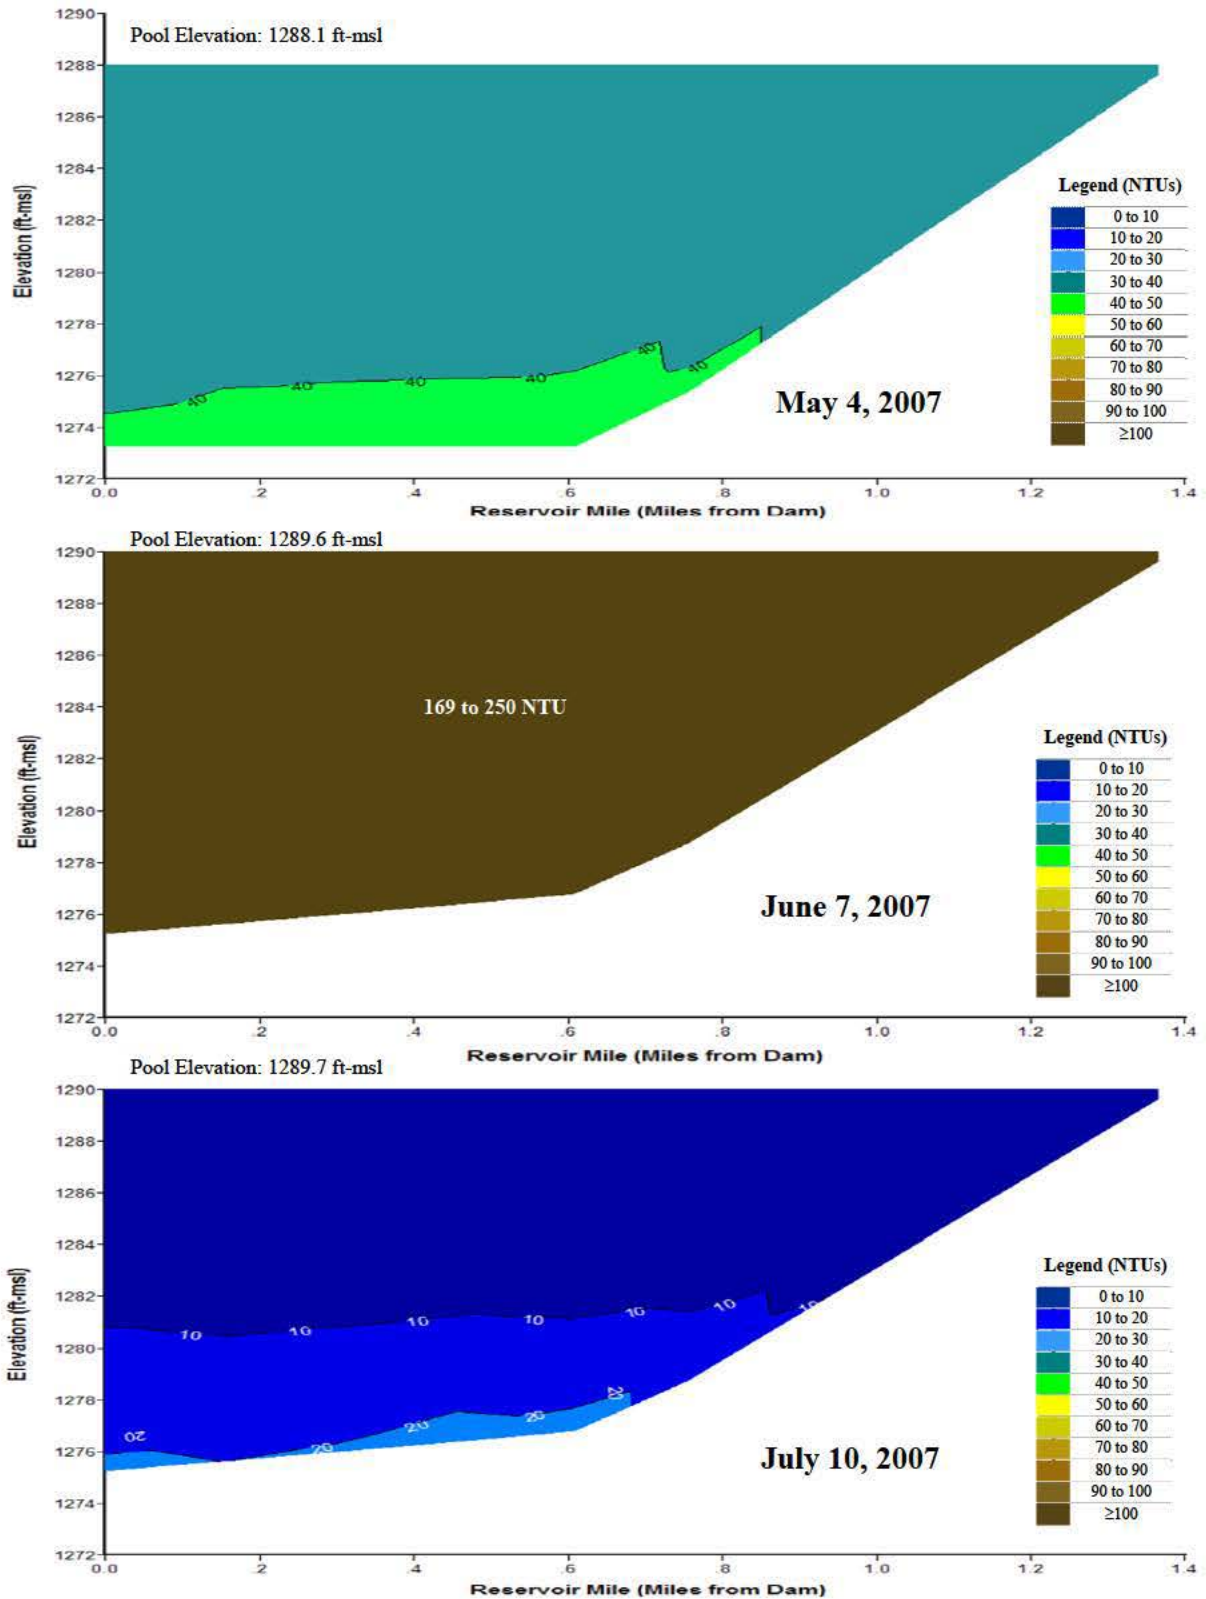 Pool Elevation: 1288.1 ft-msl
1290
1288
1286
1284
1282
1280
1278
1276
1274
1272
Elevation (ft-msl)
40
40
40
40
40
40
May 4, 2007
Legend (NTUs)
0 to 10
10 to 20
20 to 30
30 to 40
40 to 50
50 to 60
60 to 70
70 to 80
80 to 90
90 to 100
≥100
0.0 .2 .4 .6 .8 1.0 1.2 1.4
Reservoir Mile (Miles from Dam)
Pool Elevation: 1289.6 ft-msl
1290
1288
1286
1284
1282
1280
1278
1276
1274
1272
Elevation (ft-msl)
169 to 250 NTU
June 7, 2007
Legend (NTUs)
0 to 10
10 to 20
20 to 30
30 to 40
40 to 50
50 to 60
60 to 70
70 to 80
80 to 90
90 to 100
≥100
0.0 .2 .4 .6 .8 1.0 1.2 1.4
Reservoir Mile (Miles from Dam)
Pool Elevation: 1289.7 ft-msl
1290
1288
1286
1284
1282
1280
1278
1276
1274
1272
Elevation (ft-msl)
10 10 10 10 10 10 10
20 20 20 20 20
July 10, 2007
Legend (NTUs)
0 to 10
10 to 20
20 to 30
30 to 40
40 to 50
50 to 60
60 to 70
70 to 80
80 to 90
90 to 100
≥100
0.0 .2 .4 .6 .8 1.0 1.2 1.4
Reservoir Mile (Miles from Dam)